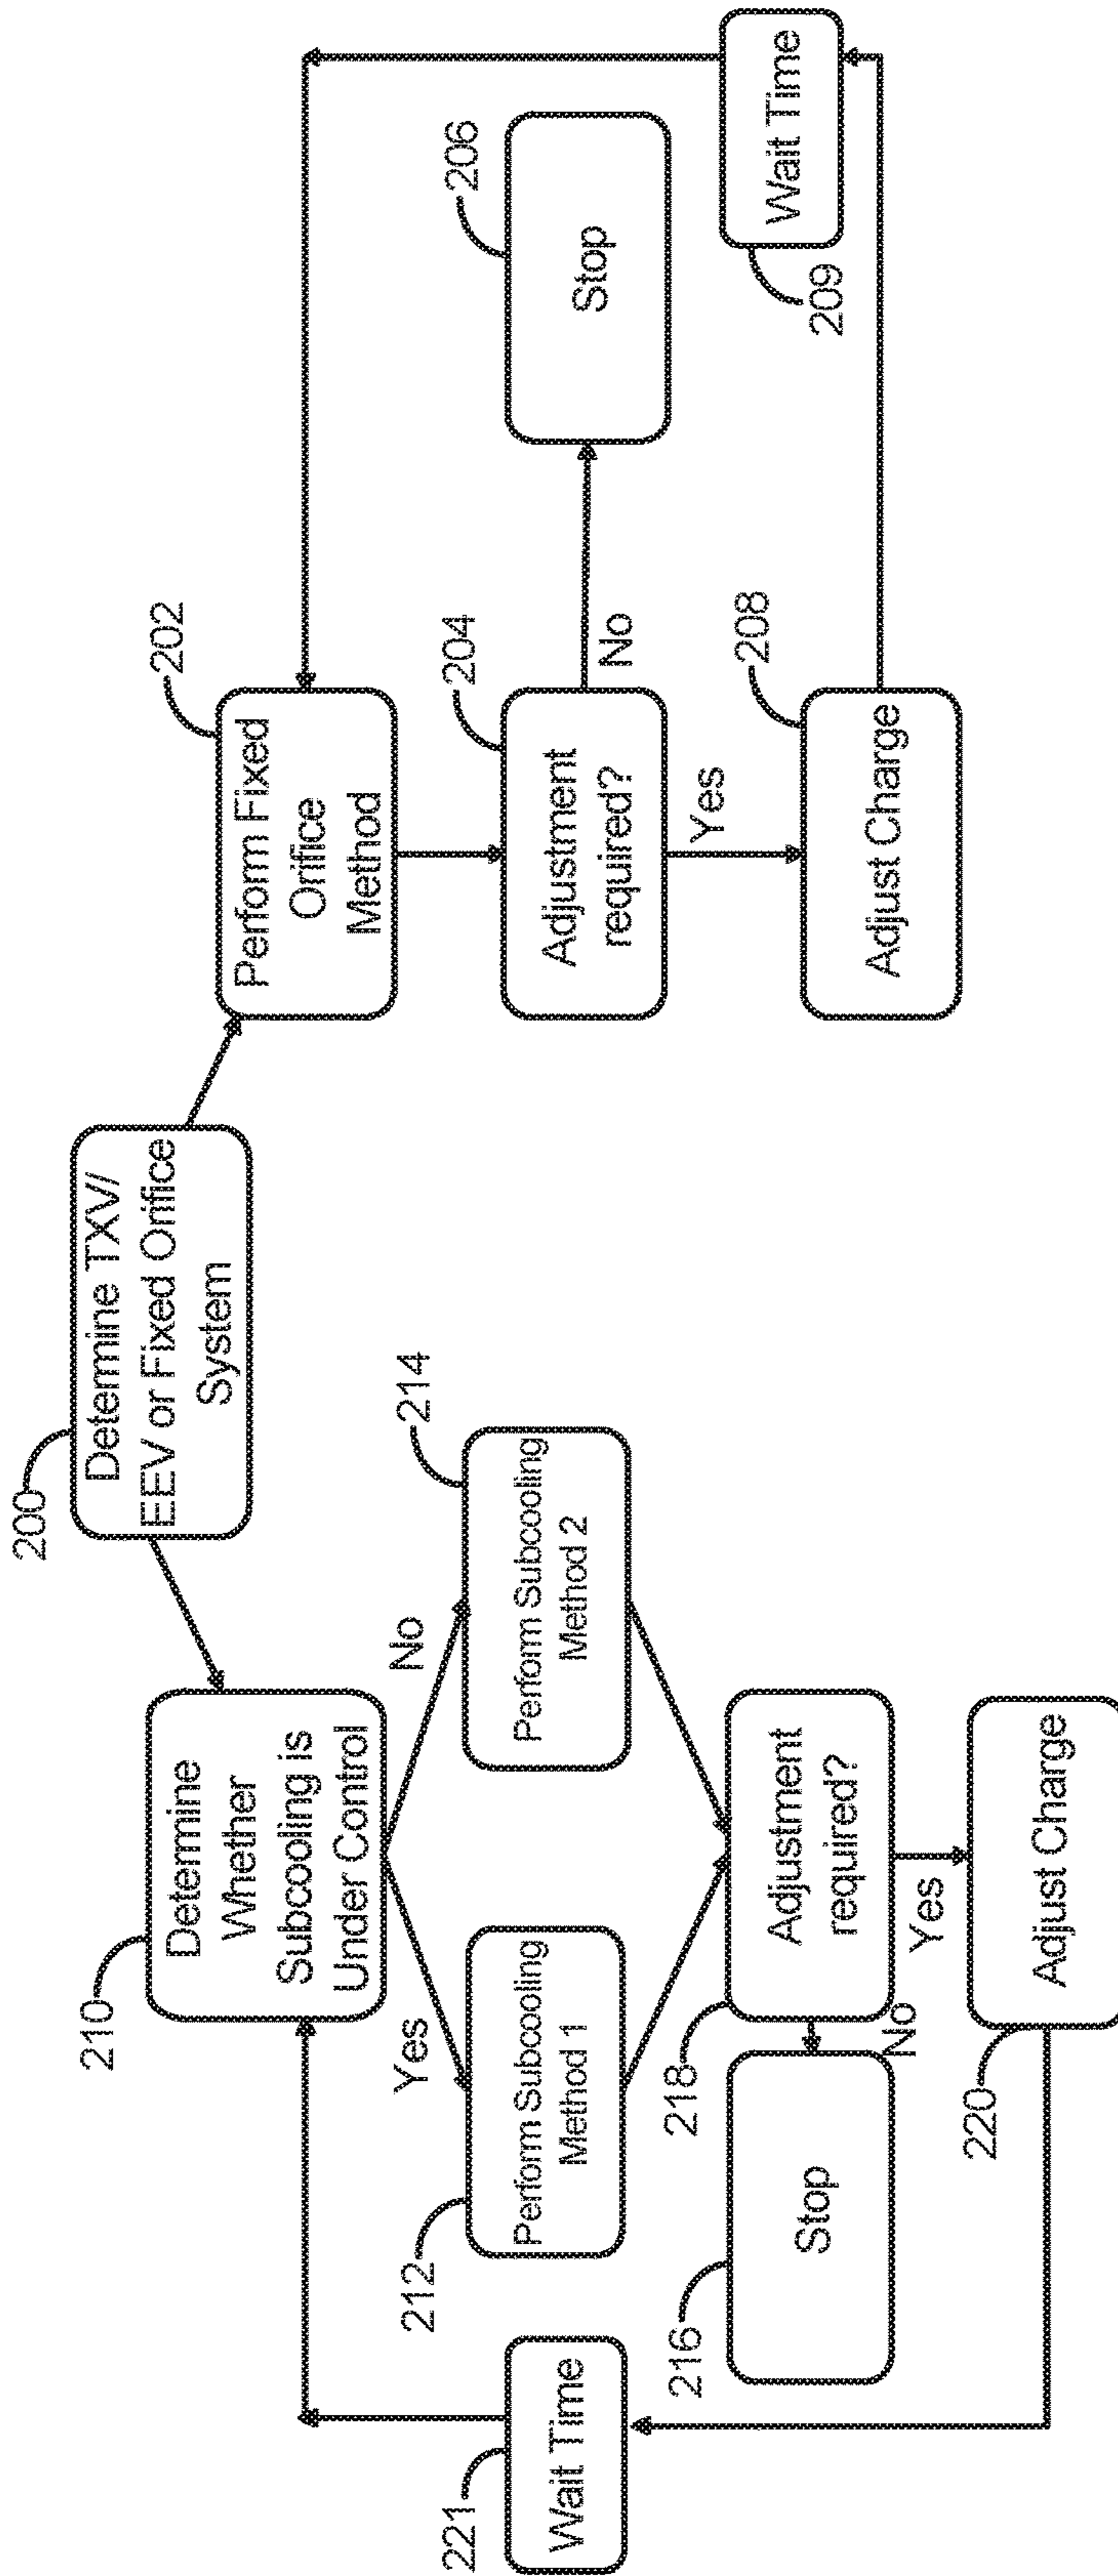 200
Determine TXV/
EEV or Fixed Orifice
System
210
Determine
Whether
Subcooling is
Under Control
Yes
No
212
Perform Subcooling
Method 1
214
Perform Subcooling
Method 2
218
Adjustment
required?
No
Yes
216
Stop
220
Adjust Charge
221
Wait Time
202
Perform Fixed
Orifice
Method
204
Adjustment
required?
No
Yes
206
Stop
208
Adjust Charge
209
Wait Time